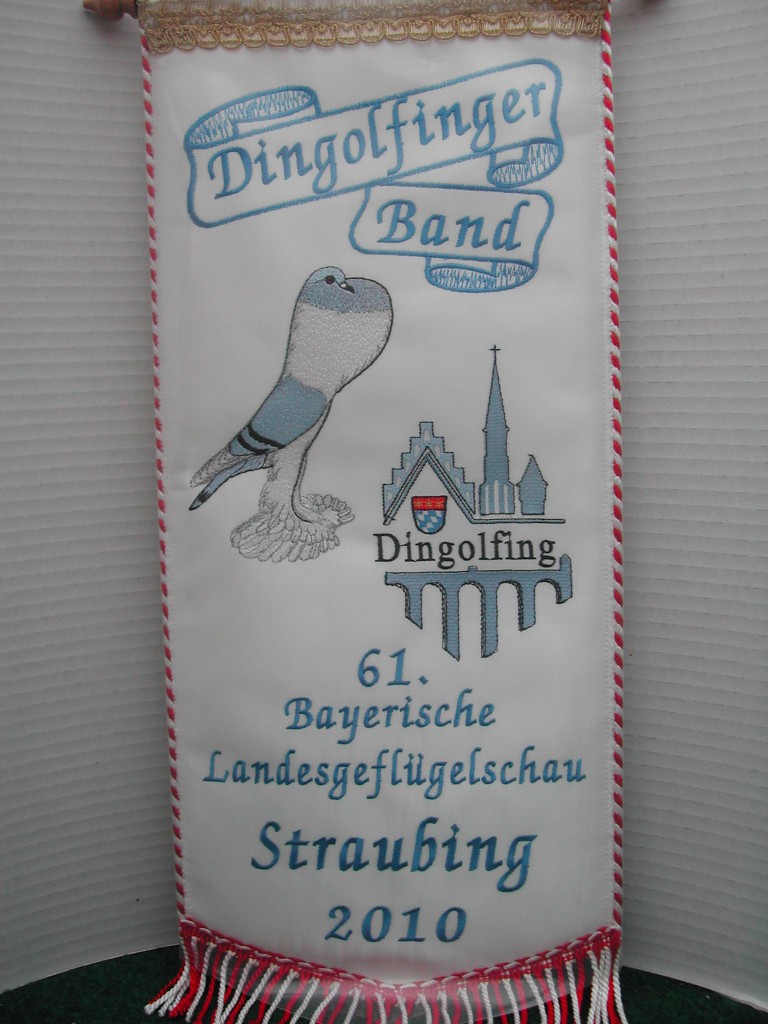 Dingolfinger
Band
Dingolfing
61.
Bayerische
Landesgeflügelschau
Straubing
2010